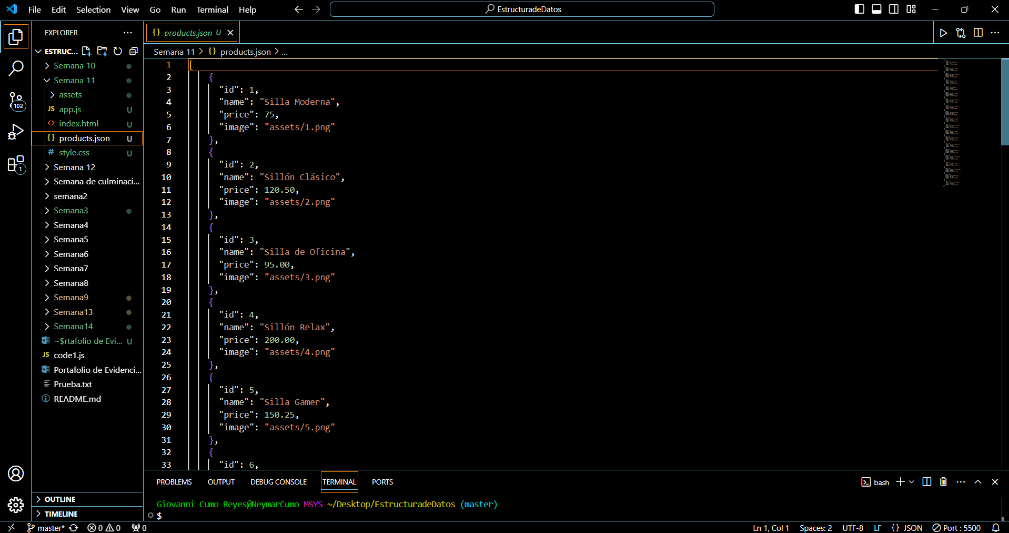 File Edit Selection View Go Run Terminal Help
EstructuradeDatos
EXPLORER
ESTRUC...
Semana 10
Semana 11
assets
JS app.js U
<> index.html U
{} products.json U
# style.css U
Semana 12
Semana de culminaci...
semana2
Semana3
Semana4
Semana5
Semana6
Semana7
Semana8
Semana9
Semana13
Semana14
~$rtafolio de Evi... U
JS code1.js
Portafolio de Evidenci...
Prueba.txt
README.md
OUTLINE
TIMELINE
102
1
{} products.json U
Semana 11 > {} products.json > ...
1 [
2 {
3 "id": 1,
4 "name": "Silla Moderna",
5 "price": 75,
6 "image": "assets/1.png"
7 },
8 {
9 "id": 2,
10 "name": "Sillón Clásico",
11 "price": 120.50,
12 "image": "assets/2.png"
13 },
14 {
15 "id": 3,
16 "name": "Silla de Oficina",
17 "price": 95.00,
18 "image": "assets/3.png"
19 },
20 {
21 "id": 4,
22 "name": "Sillón Relax",
23 "price": 200.00,
24 "image": "assets/4.png"
25 },
26 {
27 "id": 5,
28 "name": "Silla Gamer",
29 "price": 150.25,
30 "image": "assets/5.png"
31 },
32 {
33 "id": 6,
PROBLEMS OUTPUT DEBUG CONSOLE TERMINAL PORTS
bash
Giovanni Cumo Reyes@NeymarCumo MSYS ~/Desktop/EstructuradeDatos (master)
$
master* 0 0 0
Ln 1, Col 1 Spaces: 2 UTF-8 LF {} JSON Port : 5500